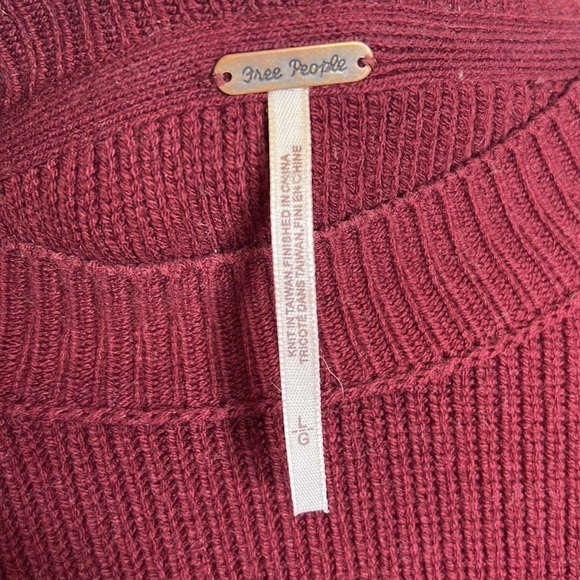 Free People
KNIT IN TAIWAN,FINISHED IN CHINA
TRICOTÉ DANS TAIWAN,FINI EN CHINE
L/G